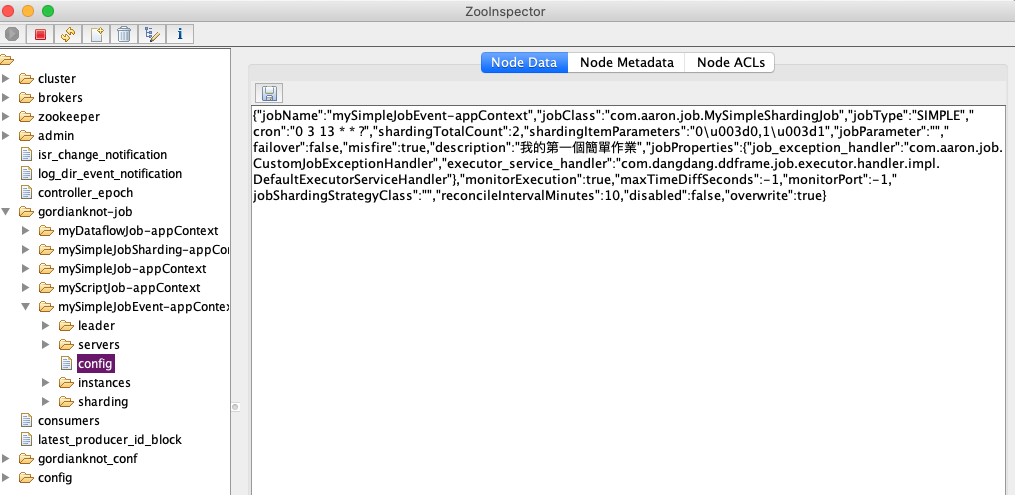 ZooInspector
cluster
brokers
zookeeper
admin
isr_change_notification
log_dir_event_notification
controller_epoch
gordianknot-job
myDataflowJob-appContext
mySimpleJobSharding-appCo
mySimpleJob-appContext
myScriptJob-appContext
mySimpleJobEvent-appConte
leader
servers
config
instances
sharding
consumers
latest_producer_id_block
gordianknot_conf
config
Node Data Node Metadata Node ACLs
{"jobName":"mySimpleJobEvent-appContext","jobClass":"com.aaron.job.MySimpleShardingJob","jobType":"SIMPLE","
cron":"0 3 13 * * ?","shardingTotalCount":2,"shardingItemParameters":"0\u003d0,1\u003d1","jobParameter":"","
failover":false,"misfire":true,"description":"我的第一個簡單作業","jobProperties":{"job_exception_handler":"com.aaron.job.
CustomJobExceptionHandler","executor_service_handler":"com.dangdang.ddframe.job.executor.handler.impl.
DefaultExecutorServiceHandler"},"monitorExecution":true,"maxTimeDiffSeconds":-1,"monitorPort":-1,"
jobShardingStrategyClass":"","reconcileIntervalMinutes":10,"disabled":false,"overwrite":true}